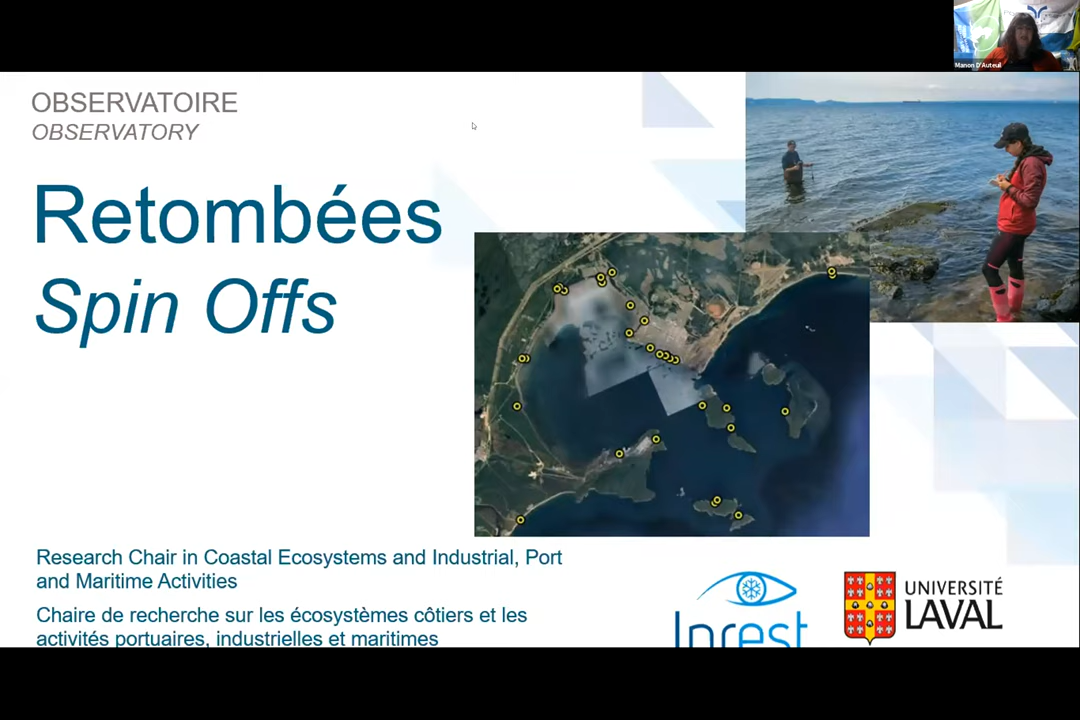 Manon D'Auteuil
OBSERVATOIRE
OBSERVATORY
Retombées
Spin Offs
Research Chair in Coastal Ecosystems and Industrial, Port
and Maritime Activities
Chaire de recherche sur les écosystèmes côtiers et les
activités portuaires, industrielles et maritimes
Inrest
UNIVERSITÉ
LAVAL